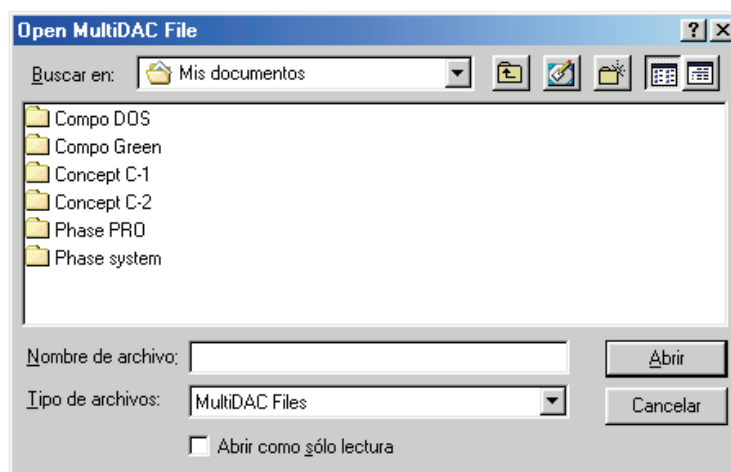 Open MultiDAC File
Buscar en: Mis documentos
Compo DOS
Compo Green
Concept C-1
Concept C-2
Phase PRO
Phase system
Nombre de archivo: Abrir
Tipo de archivos: MultiDAC Files Cancelar
Abrir como sólo lectura